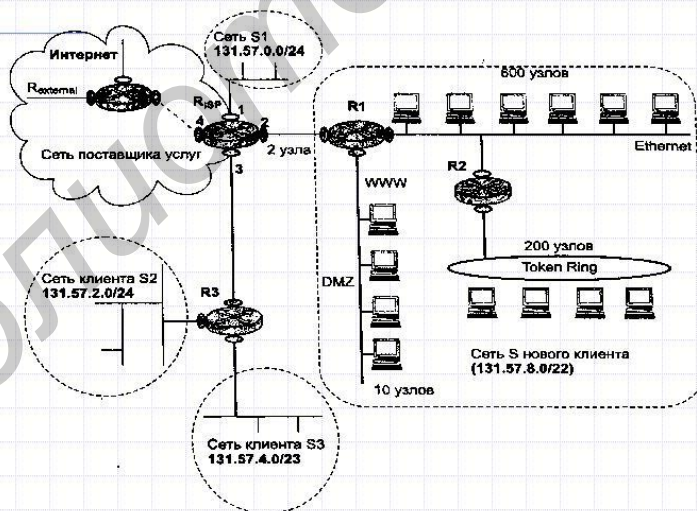 Сеть S1
131.57.0.0/24
Интернет
Rexternal
RISP
1
4
2
3
Сеть поставщика услуг
2 узла
R1
600 узлов
Ethernet
R2
WWW
200 узлов
Token Ring
DMZ
Сеть клиента S2
131.57.2.0/24
R3
Сеть S нового клиента
(131.57.8.0/22)
10 узлов
Сеть клиента S3
131.57.4.0/23